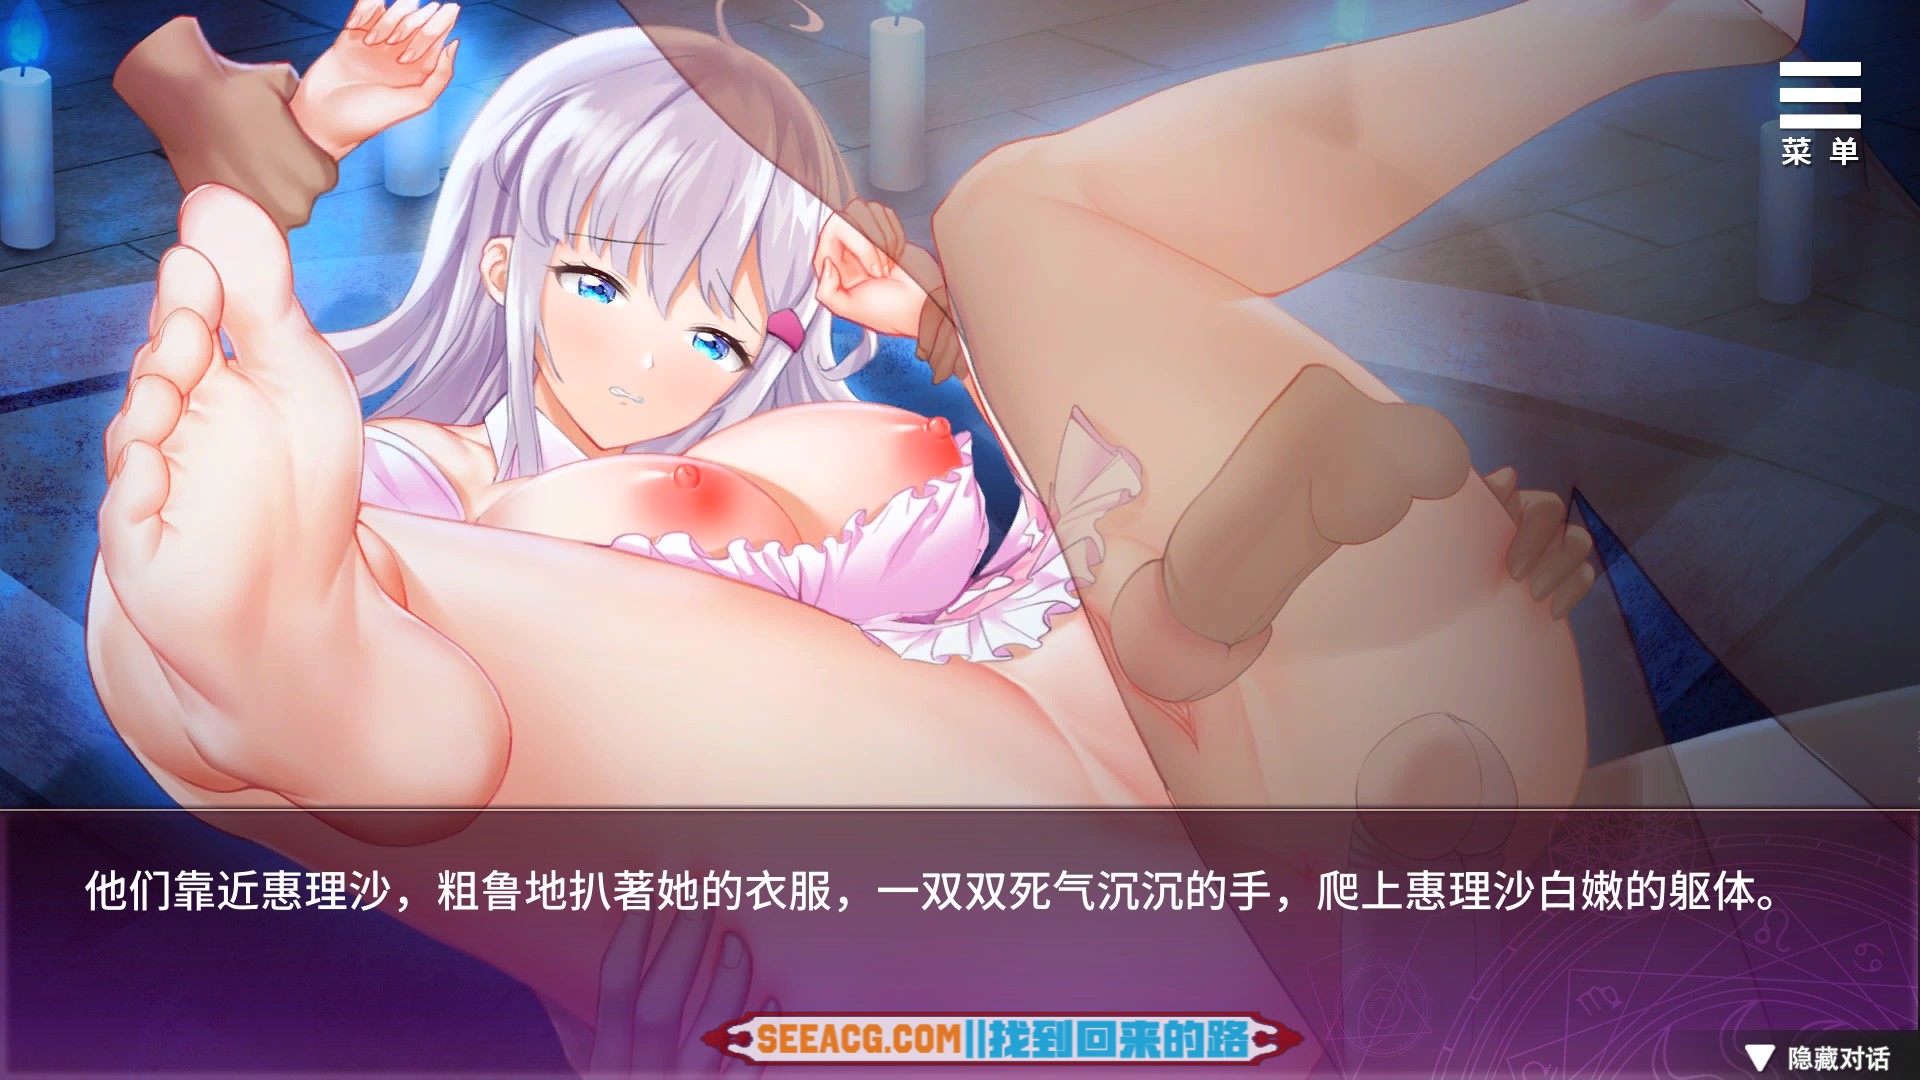 菜单
他们靠近惠理沙，粗鲁地扒著她的衣服，一双双死气沉沉的手，爬上惠理沙白嫩的躯体。
SEEACG.COM||找到回来的路
隐藏对话